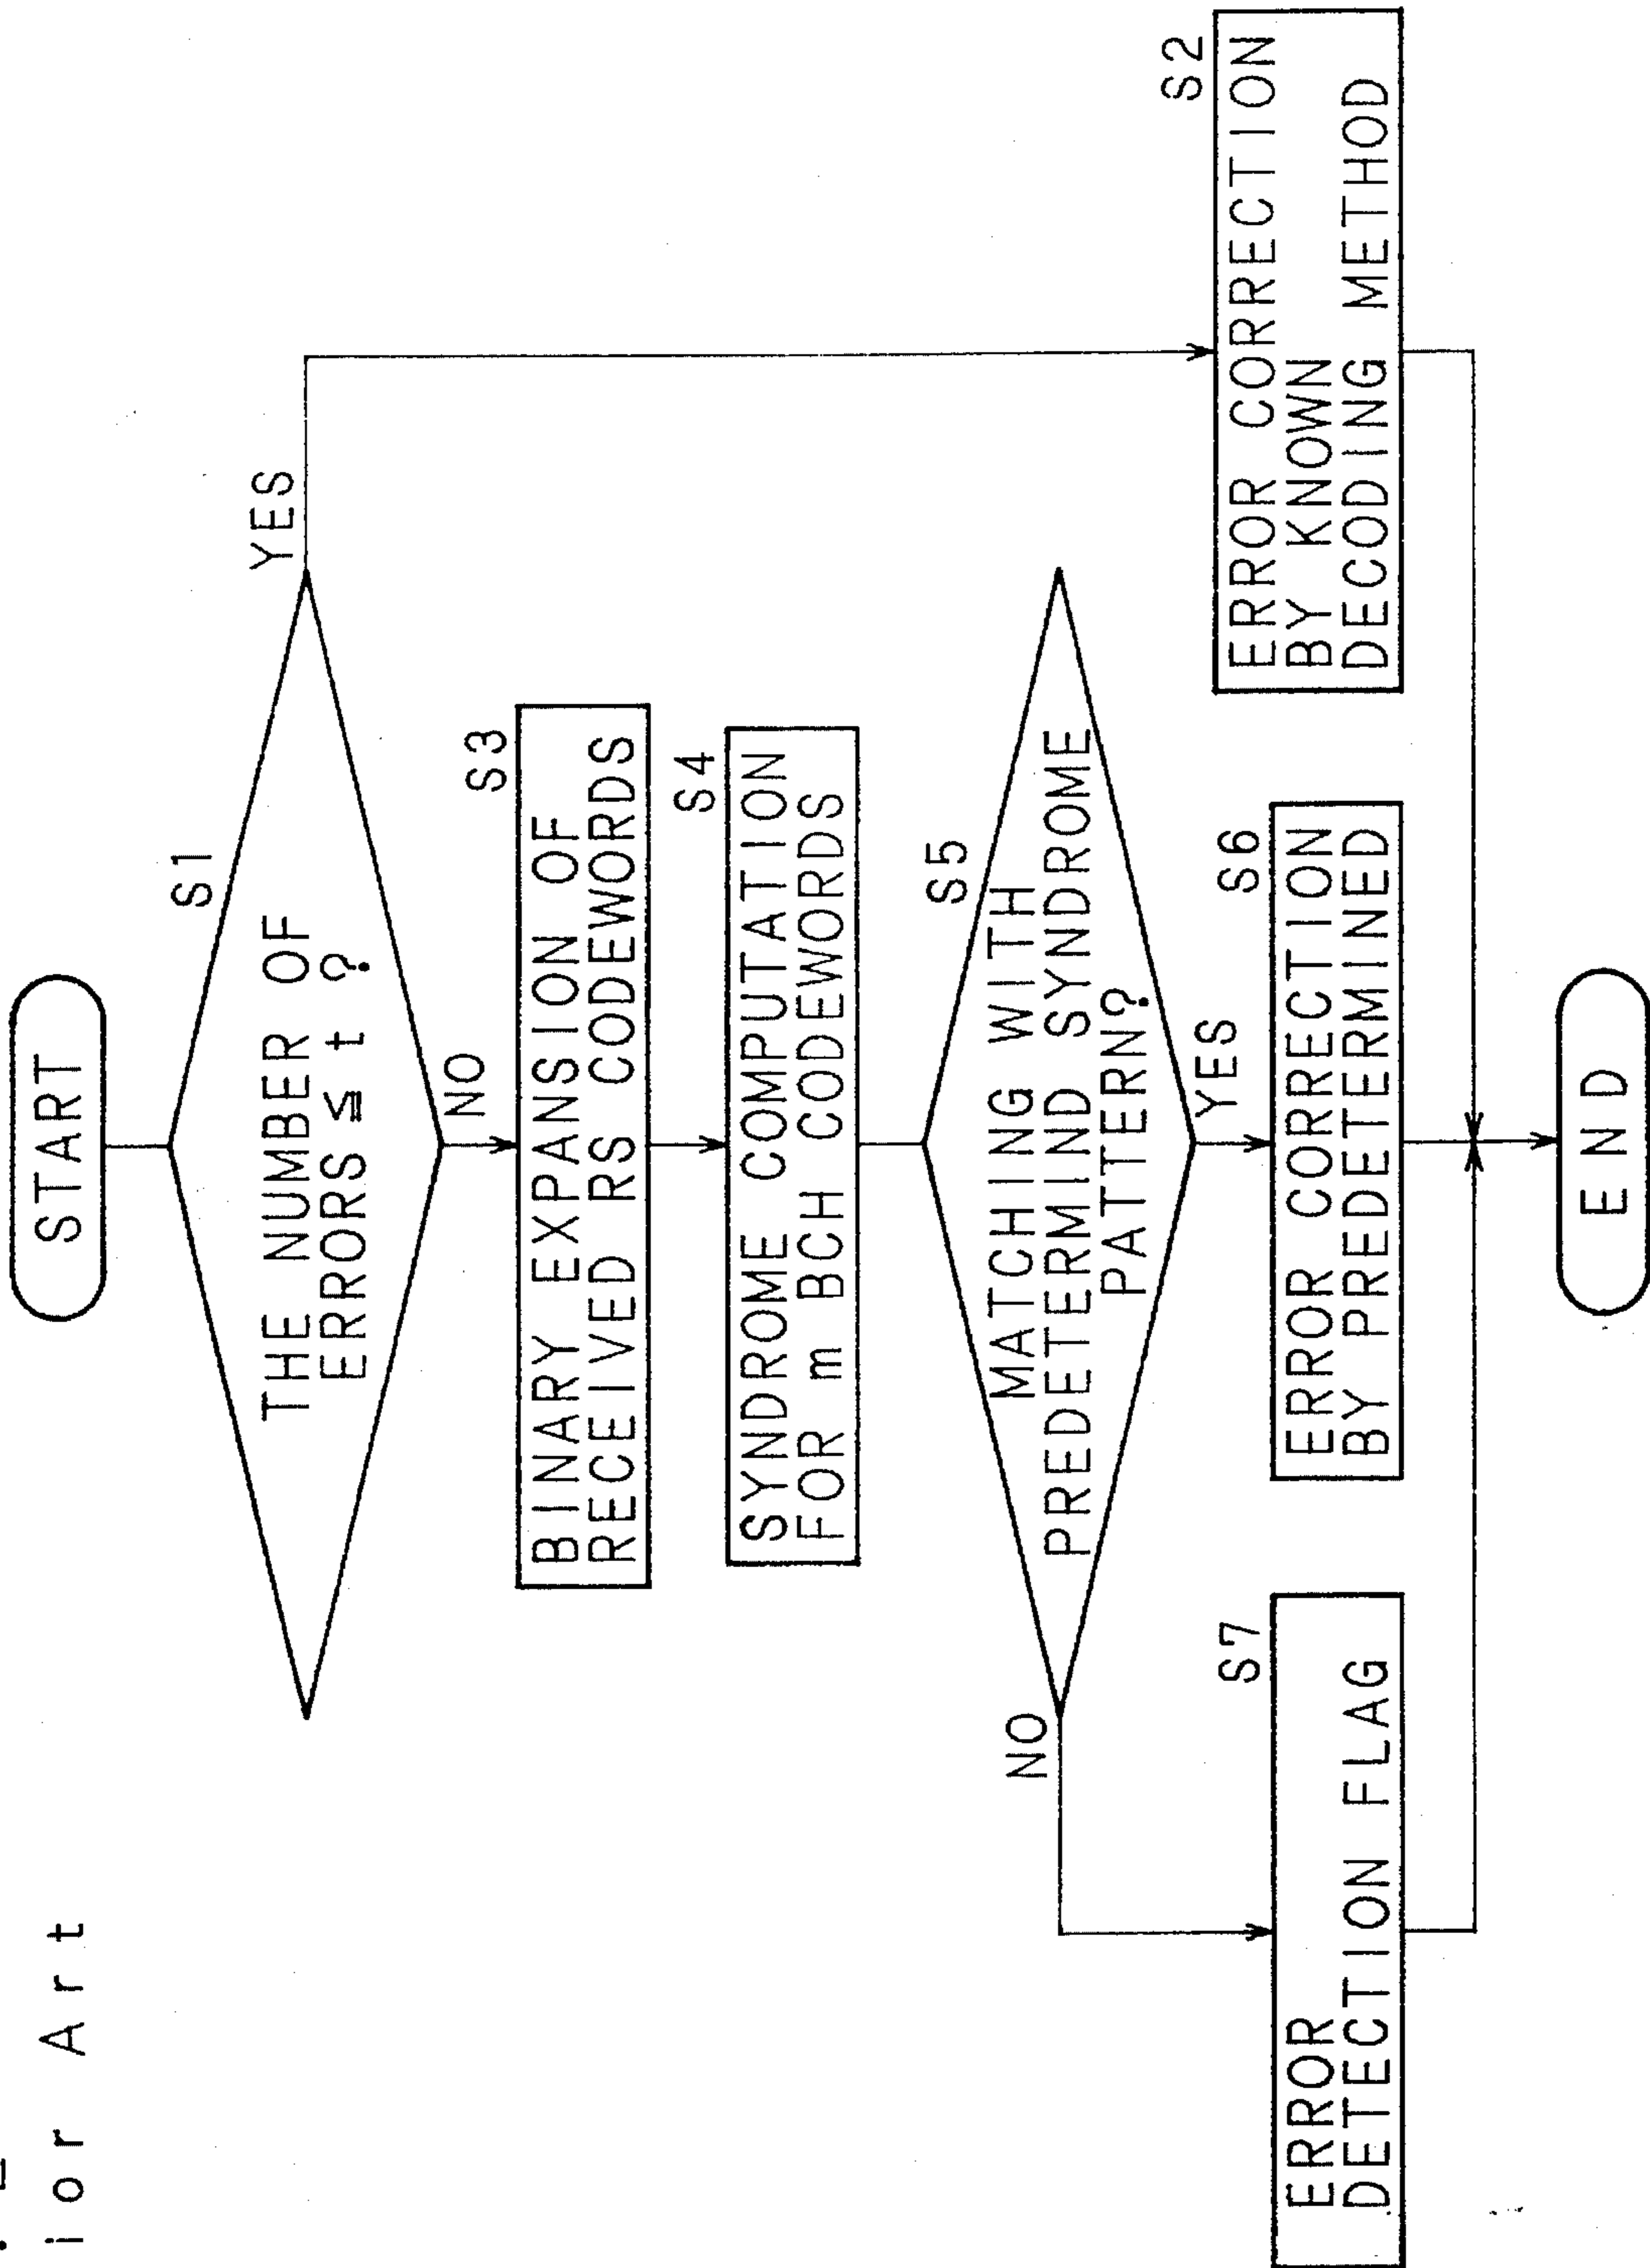 ior Art
START
S1
THE NUMBER OF
ERRORS ≦ t ?
YES
NO
S3
BINARY EXPANSION OF
RECEIVED RS CODEWORDS
S4
SYNDROME COMPUTATION
FOR m BCH CODEWORDS
S5
MATCHING WITH
PREDETERMIND SYNDROME
PATTERN?
NO
YES
S7
ERROR
DETECTION FLAG
S6
ERROR CORRECTION
BY PREDETERMINED
S2
ERROR CORRECTION
BY KNOWN
DECODING METHOD
END